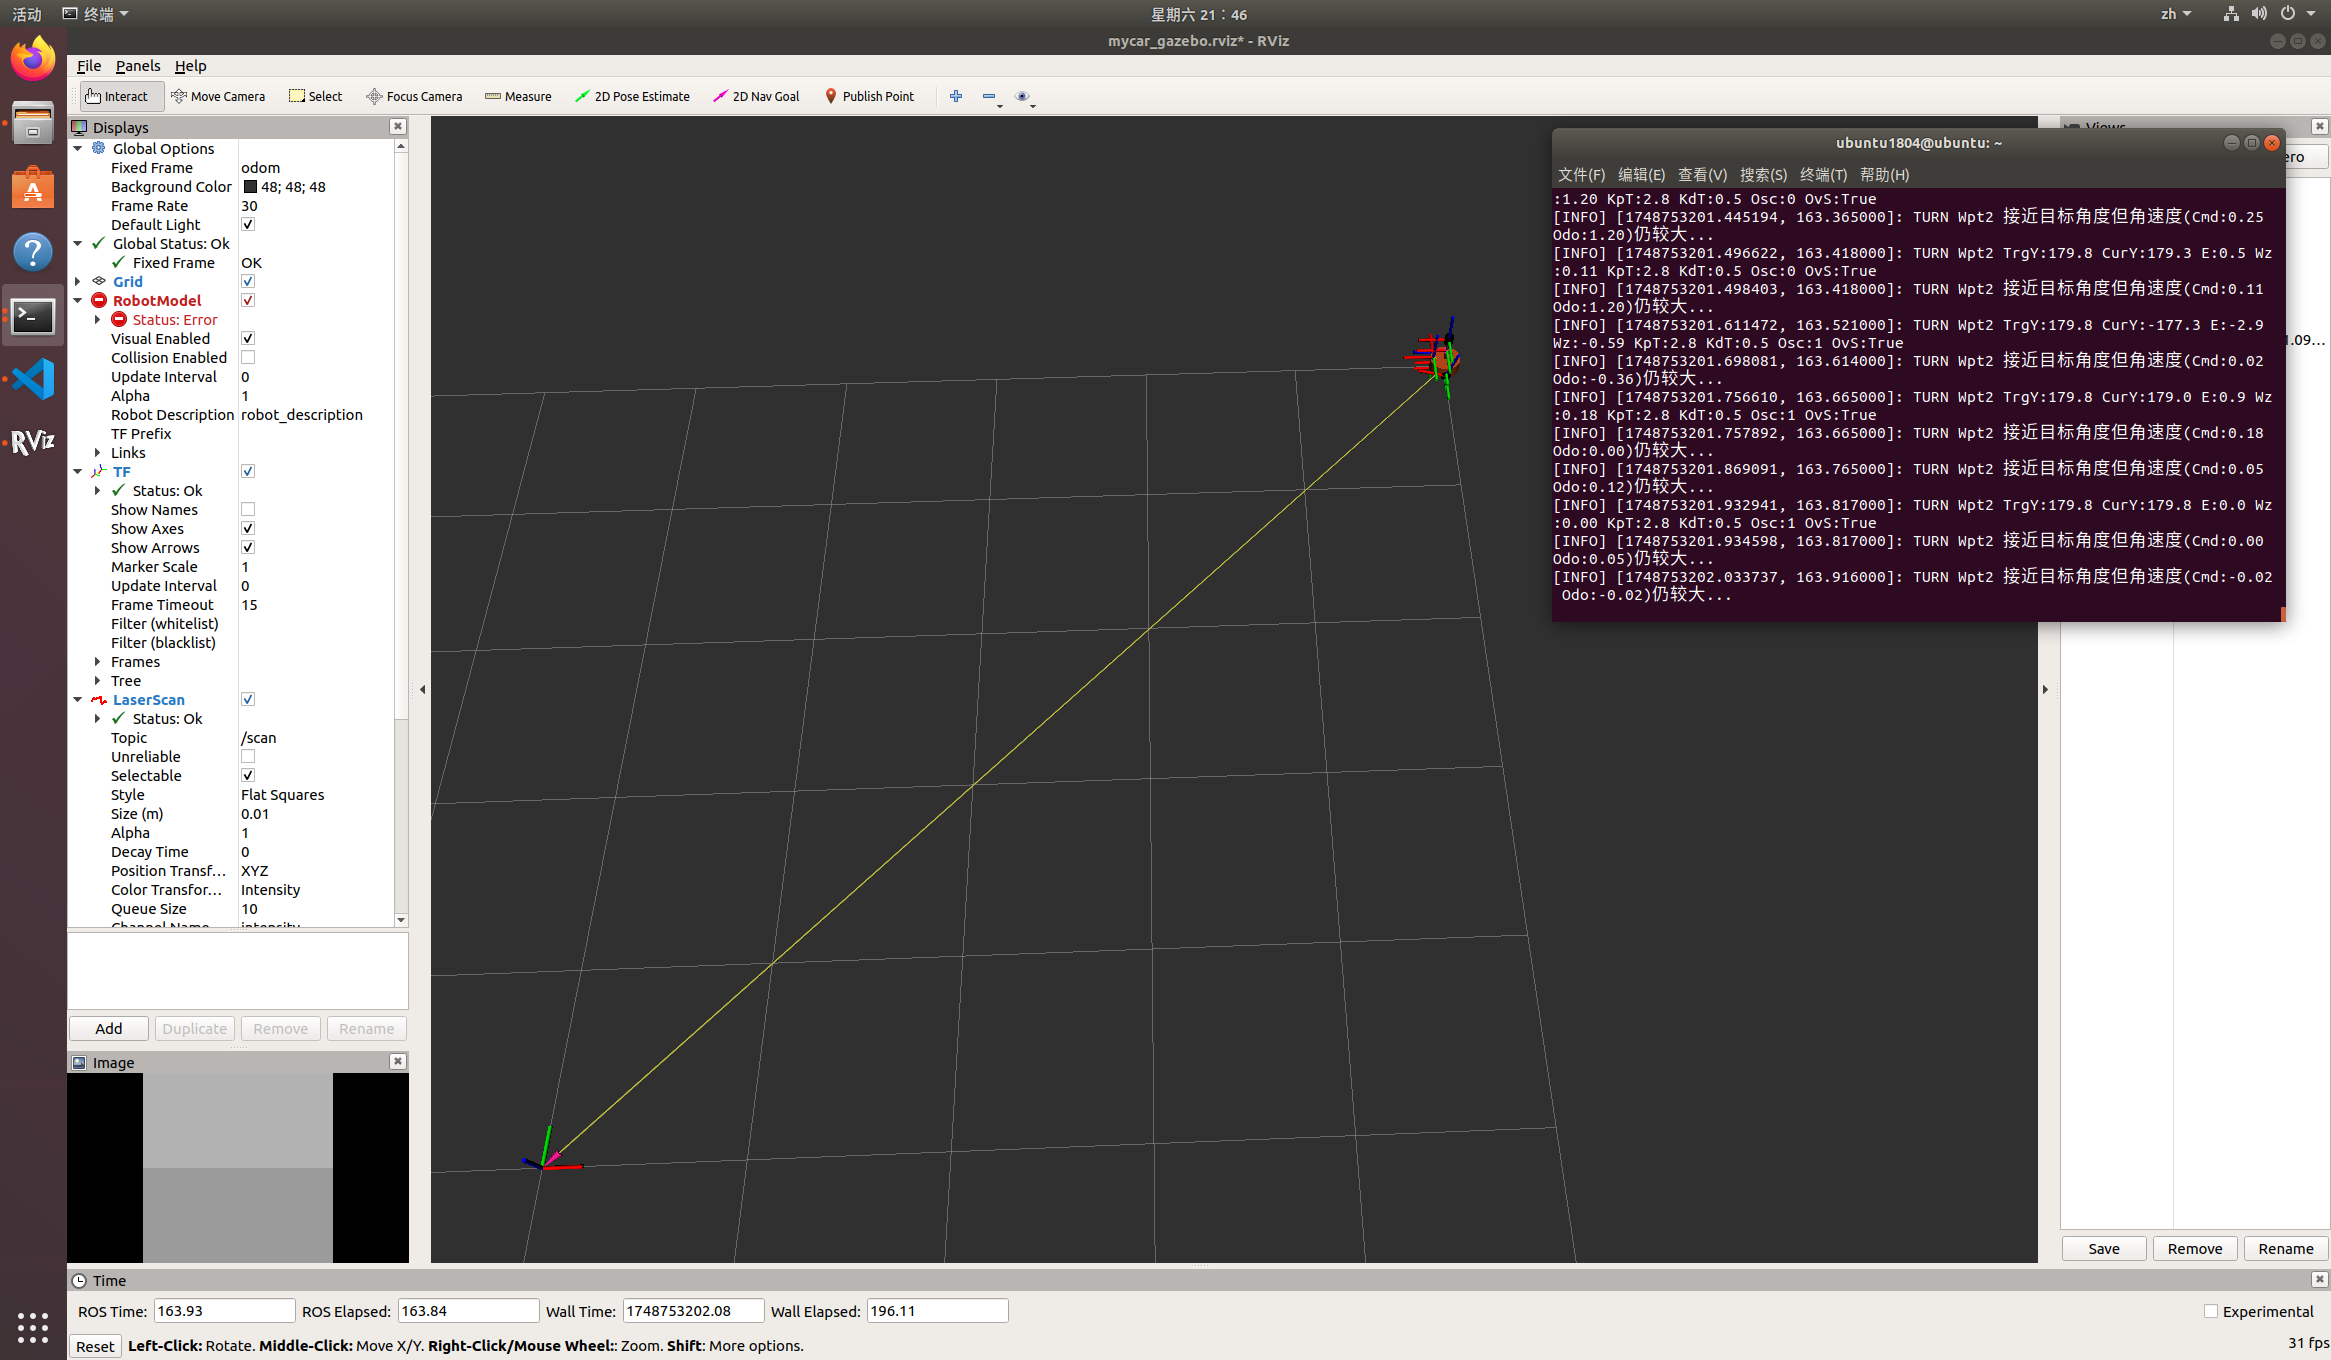 活动
终端
星期六 21：46
zh
mycar_gazebo.rviz* - RViz
File Panels Help
Interact Move Camera Select Focus Camera Measure 2D Pose Estimate 2D Nav Goal Publish Point
Displays
Global Options
Fixed Frame odom
Background Color 48; 48; 48
Frame Rate 30
Default Light
Global Status: Ok
Fixed Frame OK
Grid
RobotModel
Status: Error
Visual Enabled
Collision Enabled
Update Interval 0
Alpha 1
Robot Description robot_description
TF Prefix
Links
TF
Status: Ok
Show Names
Show Axes
Show Arrows
Marker Scale 1
Update Interval 0
Frame Timeout 15
Filter (whitelist)
Filter (blacklist)
Frames
Tree
LaserScan
Status: Ok
Topic /scan
Unreliable
Selectable
Style Flat Squares
Size (m) 0.01
Alpha 1
Decay Time 0
Position Transf… XYZ
Color Transfor… Intensity
Queue Size 10
Channel Name intensity
Add Duplicate Remove Rename
Image
RViz
Views
ero
1.09…
ubuntu1804@ubuntu: ~
文件(F) 编辑(E) 查看(V) 搜索(S) 终端(T) 帮助(H)
:1.20 KpT:2.8 KdT:0.5 Osc:0 OvS:True
[INFO] [1748753201.445194, 163.365000]: TURN Wpt2 接近目标角度但角速度(Cmd:0.25
Odo:1.20)仍较大...
[INFO] [1748753201.496622, 163.418000]: TURN Wpt2 TrgY:179.8 CurY:179.3 E:0.5 Wz
:0.11 KpT:2.8 KdT:0.5 Osc:0 OvS:True
[INFO] [1748753201.498403, 163.418000]: TURN Wpt2 接近目标角度但角速度(Cmd:0.11
Odo:1.20)仍较大...
[INFO] [1748753201.611472, 163.521000]: TURN Wpt2 TrgY:179.8 CurY:-177.3 E:-2.9
Wz:-0.59 KpT:2.8 KdT:0.5 Osc:1 OvS:True
[INFO] [1748753201.698081, 163.614000]: TURN Wpt2 接近目标角度但角速度(Cmd:0.02
Odo:-0.36)仍较大...
[INFO] [1748753201.756610, 163.665000]: TURN Wpt2 TrgY:179.8 CurY:179.0 E:0.9 Wz
:0.18 KpT:2.8 KdT:0.5 Osc:1 OvS:True
[INFO] [1748753201.757892, 163.665000]: TURN Wpt2 接近目标角度但角速度(Cmd:0.18
Odo:0.00)仍较大...
[INFO] [1748753201.869091, 163.765000]: TURN Wpt2 接近目标角度但角速度(Cmd:0.05
Odo:0.12)仍较大...
[INFO] [1748753201.932941, 163.817000]: TURN Wpt2 TrgY:179.8 CurY:179.8 E:0.0 Wz
:0.00 KpT:2.8 KdT:0.5 Osc:1 OvS:True
[INFO] [1748753201.934598, 163.817000]: TURN Wpt2 接近目标角度但角速度(Cmd:0.00
Odo:0.05)仍较大...
[INFO] [1748753202.033737, 163.916000]: TURN Wpt2 接近目标角度但角速度(Cmd:-0.02
Odo:-0.02)仍较大...
Save Remove Rename
Time
ROS Time: 163.93 ROS Elapsed: 163.84 Wall Time: 1748753202.08 Wall Elapsed: 196.11 Experimental
Reset Left-Click: Rotate. Middle-Click: Move X/Y. Right-Click/Mouse Wheel:: Zoom. Shift: More options. 31 fps